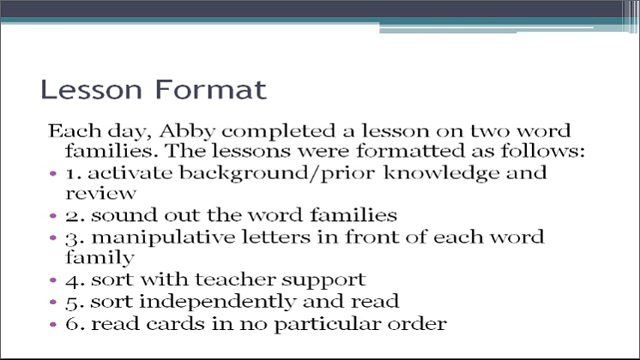 Lesson Format
Each day, Abby completed a lesson on two word
families. The lessons were formatted as follows:
• 1. activate background/prior knowledge and
review
• 2. sound out the word families
• 3. manipulative letters in front of each word
family
• 4. sort with teacher support
• 5. sort independently and read
• 6. read cards in no particular order